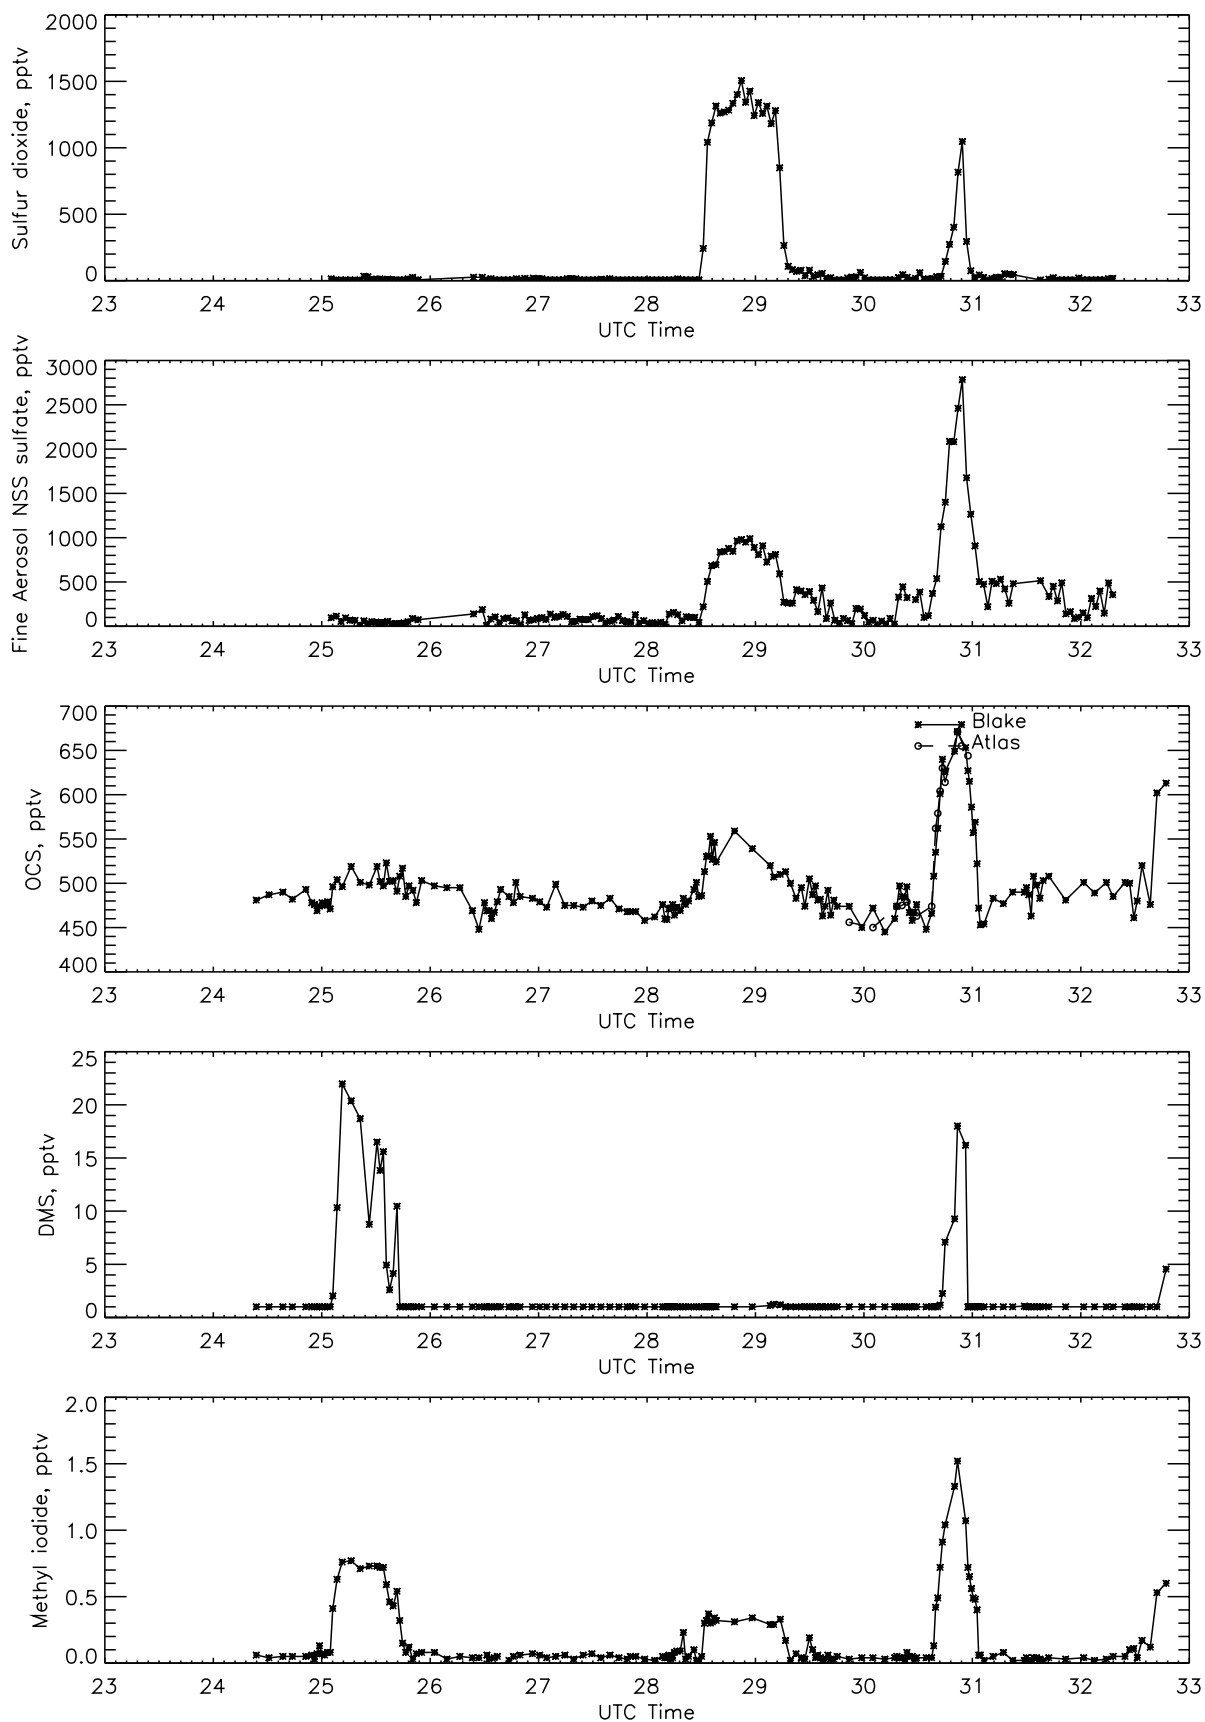 Sulfur dioxide, pptv
2000
1500
1000
500
0
23 24 25 26 27 28 29 30 31 32 33
UTC Time
Fine Aerosol NSS sulfate, pptv
3000
2500
2000
1500
1000
500
0
23 24 25 26 27 28 29 30 31 32 33
UTC Time
OCS, pptv
700
650
600
550
500
450
400
Blake
Atlas
23 24 25 26 27 28 29 30 31 32 33
UTC Time
DMS, pptv
25
20
15
10
5
0
23 24 25 26 27 28 29 30 31 32 33
UTC Time
Methyl iodide, pptv
2.0
1.5
1.0
0.5
0.0
23 24 25 26 27 28 29 30 31 32 33
UTC Time